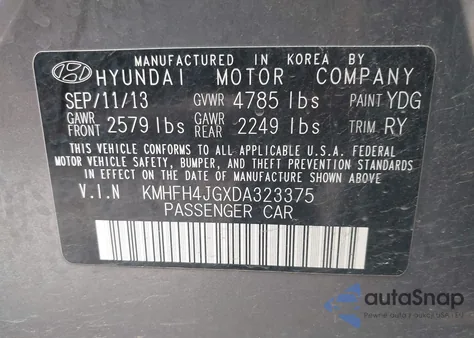 MANUFACTURED IN KOREA BY
HYUNDAI MOTOR COMPANY
SEP/11/13 GVWR 4785 lbs PAINT YDG
GAWR FRONT 2579 lbs GAWR REAR 2249 lbs TRIM RY
THIS VEHICLE CONFORMS TO ALL APPLICABLE U.S.A. FEDERAL
MOTOR VEHICLE SAFETY, BUMPER, AND THEFT PREVENTION STANDARDS
IN EFFECT ON THE DATE OF MANUFACTURE SHOWN ABOVE.
V.I.N KMHFH4JGXDA323375
PASSENGER CAR
autoSnap